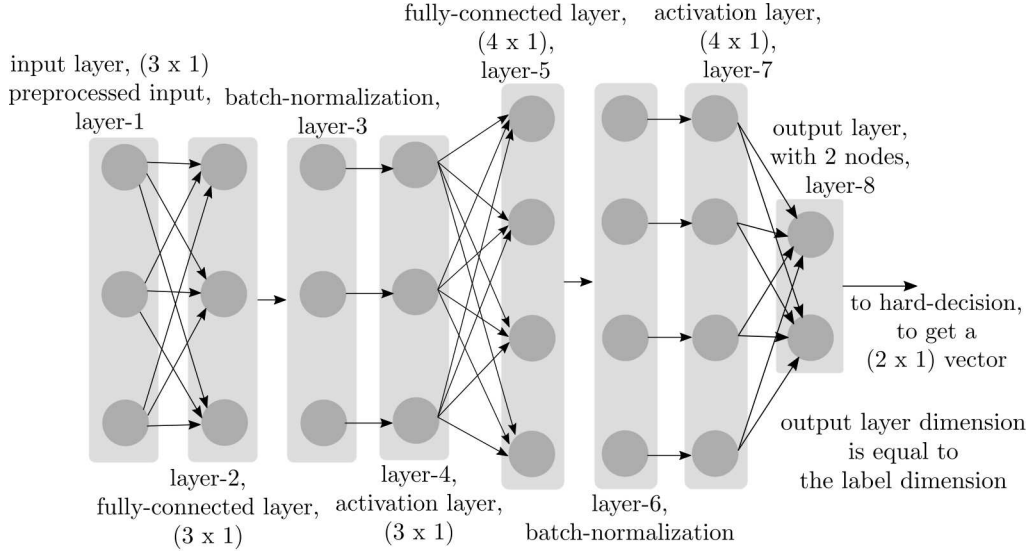 input layer, (3 x 1)
preprocessed input,
layer-1
batch-normalization,
layer-3
fully-connected layer,
(4 x 1),
layer-5
activation layer,
(4 x 1),
layer-7
output layer,
with 2 nodes,
layer-8
to hard-decision,
to get a
(2 x 1) vector
output layer dimension
is equal to
the label dimension
layer-2,
fully-connected layer,
(3 x 1)
layer-4,
activation layer,
(3 x 1)
layer-6,
batch-normalization